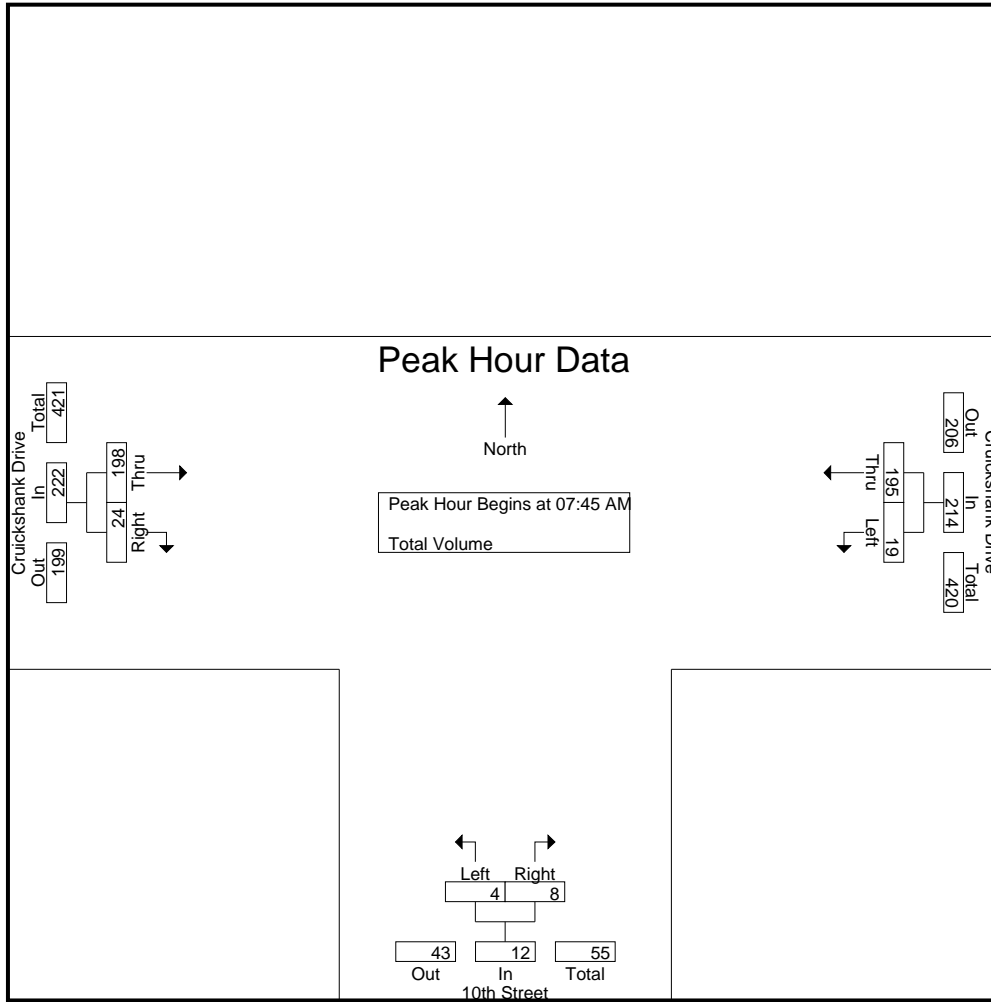 Peak Hour Data
North
Peak Hour Begins at 07:45 AM
Total Volume
Cruickshank Drive
Total
421
In
222
Out
199
198
Thru
24
Right
Cruickshank Drive
Out
206
In
214
Total
420
195
Thru
19
Left
Left Right
4 8
43 12 55
Out In Total
10th Street